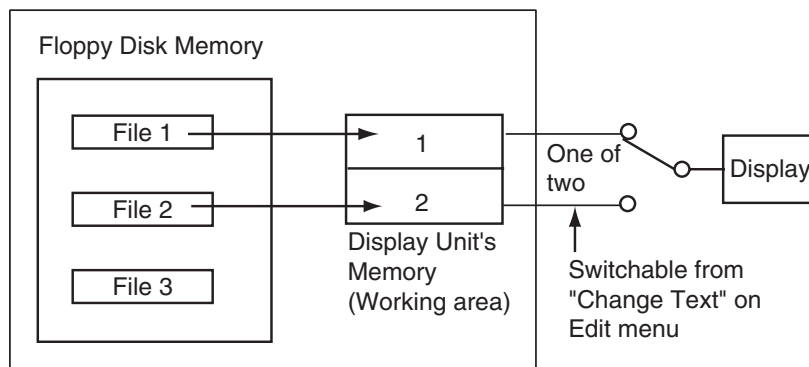 Floppy Disk Memory
File 1
File 2
File 3
1
2
Display Unit's
Memory
(Working area)
One of
two
Display
Switchable from
"Change Text" on
Edit menu